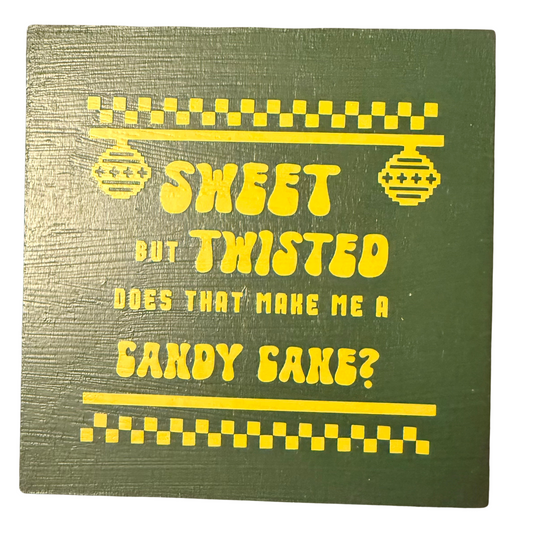 SWEET
BUT TWISTED
DOES THAT MAKE ME A
CANDY CANE?